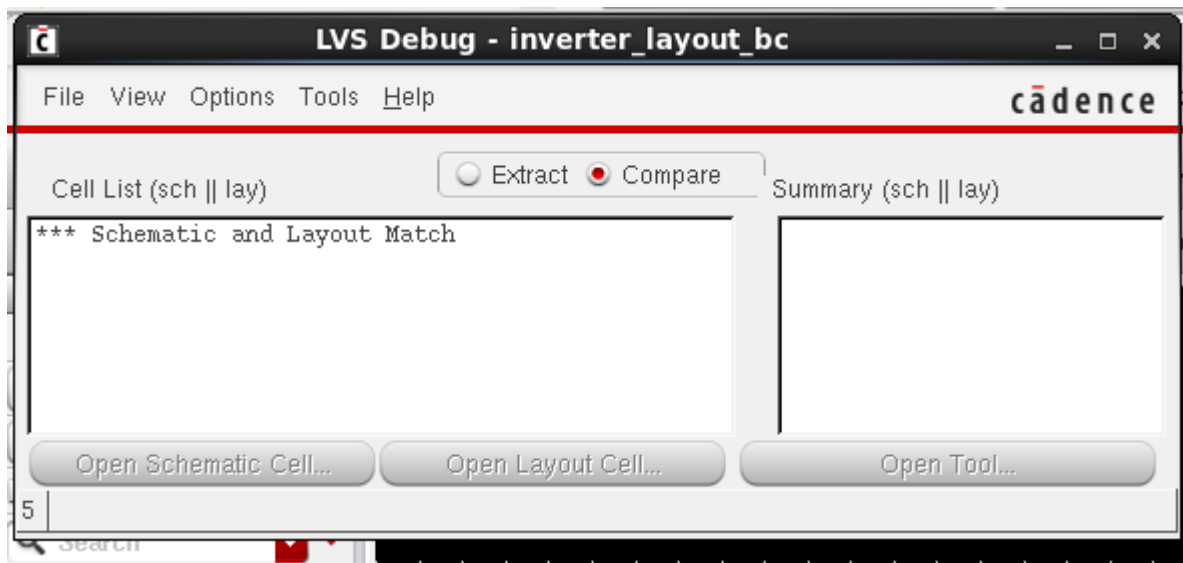 LVS Debug - inverter_layout_bc
File View Options Tools Help
cādence
Extract Compare
Cell List (sch || lay)
Summary (sch || lay)
*** Schematic and Layout Match
Open Schematic Cell... Open Layout Cell... Open Tool...
5
Search